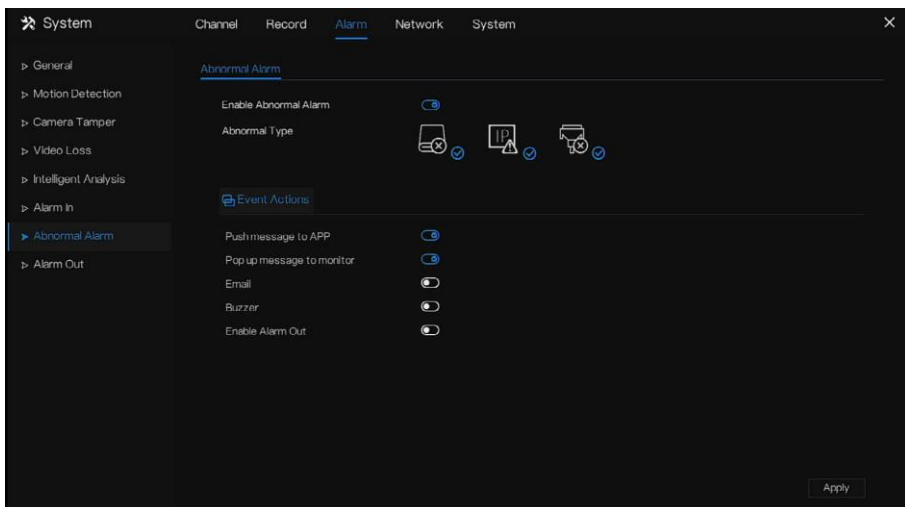 System
Channel Record Alarm Network System
General
Motion Detection
Camera Tamper
Video Loss
Intelligent Analysis
Alarm In
Abnormal Alarm
Alarm Out
Abnormal Alarm
Enable Abnormal Alarm
Abnormal Type
IP
Event Actions
Push message to APP
Pop up message to monitor
Email
Buzzer
Enable Alarm Out
Apply